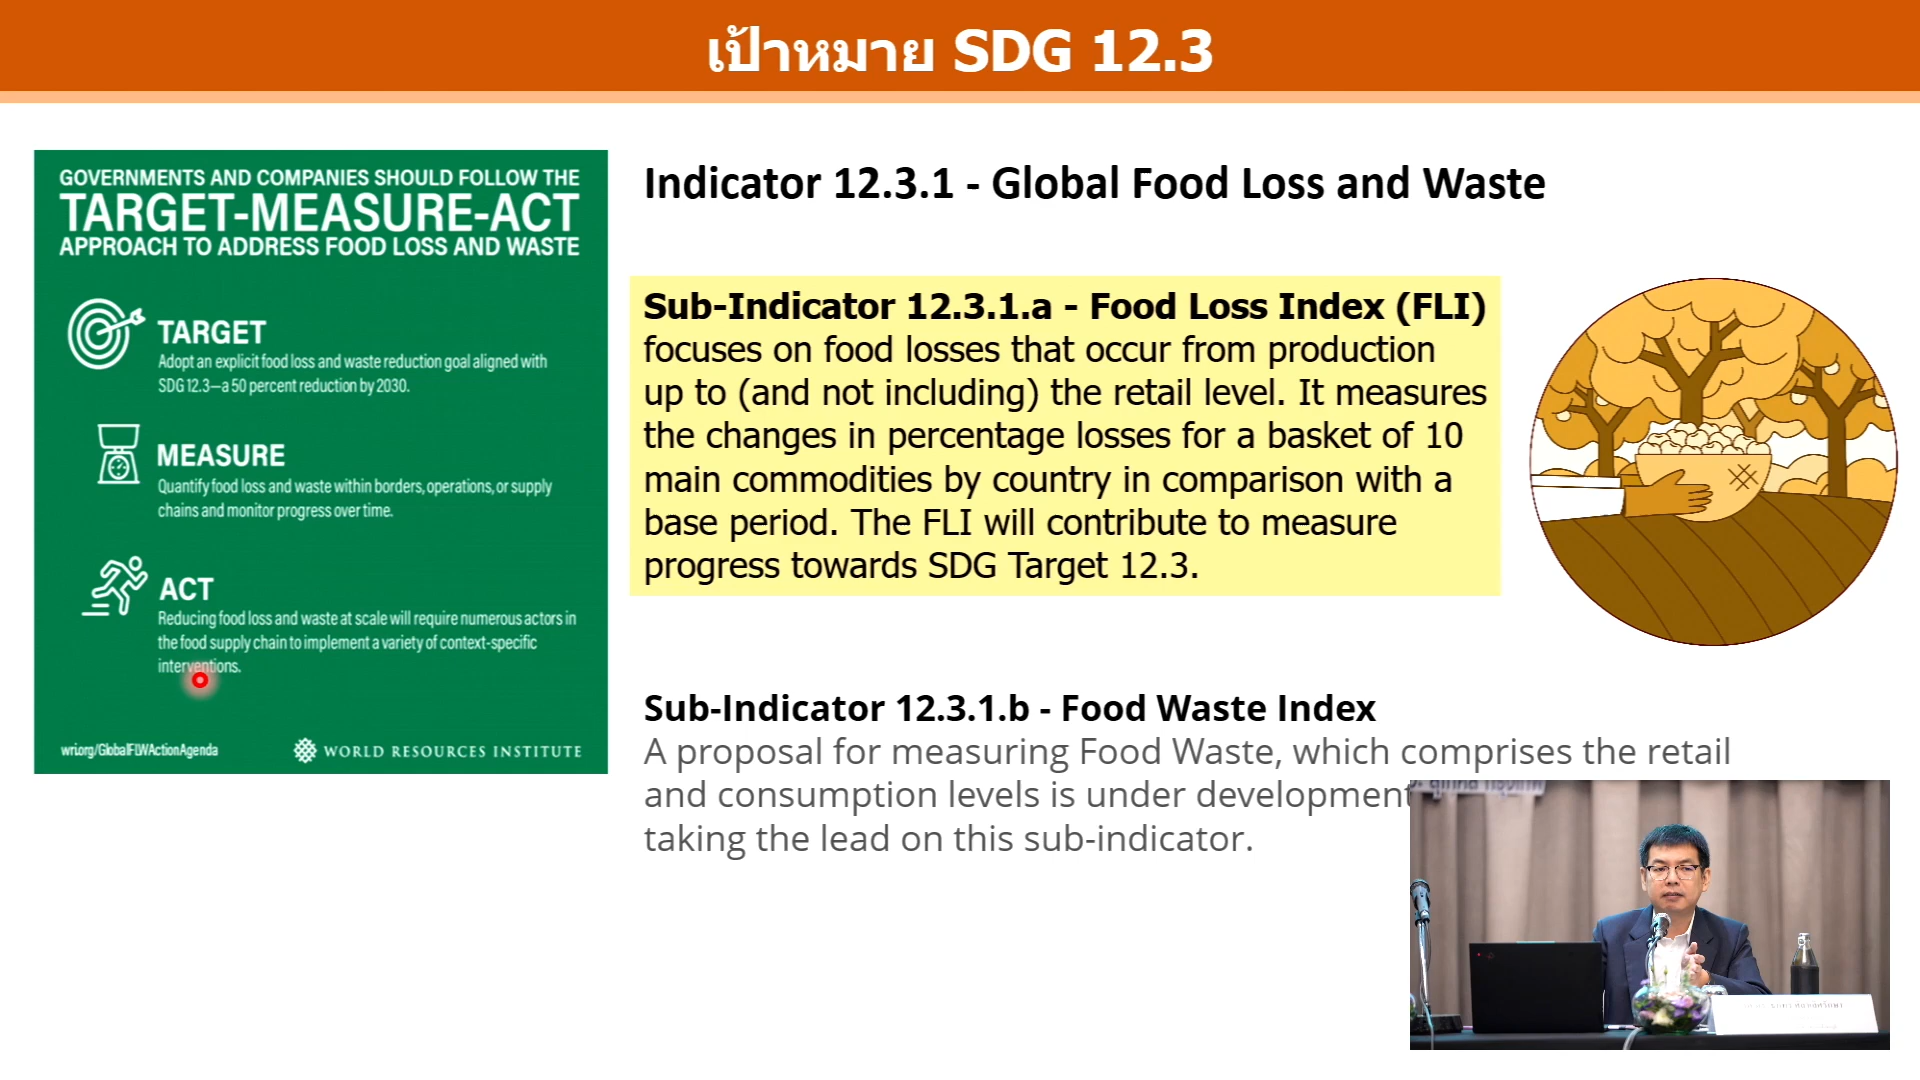 เป้าหมาย SDG 12.3
GOVERNMENTS AND COMPANIES SHOULD FOLLOW THE
TARGET-MEASURE-ACT
APPROACH TO ADDRESS FOOD LOSS AND WASTE
TARGET
Adopt an explicit food loss and waste reduction goal aligned with
SDG 12.3—a 50 percent reduction by 2030.
MEASURE
Quantify food loss and waste within borders, operations, or supply
chains and monitor progress over time.
ACT
Reducing food loss and waste at scale will require numerous actors in
the food supply chain to implement a variety of context-specific
interventions.
wri.org/GlobalFLWActionAgenda
WORLD RESOURCES INSTITUTE
Indicator 12.3.1 - Global Food Loss and Waste
Sub-Indicator 12.3.1.a - Food Loss Index (FLI)
focuses on food losses that occur from production
up to (and not including) the retail level. It measures
the changes in percentage losses for a basket of 10
main commodities by country in comparison with a
base period. The FLI will contribute to measure
progress towards SDG Target 12.3.
Sub-Indicator 12.3.1.b - Food Waste Index
A proposal for measuring Food Waste, which comprises the retail
and consumption levels is under development
taking the lead on this sub-indicator.